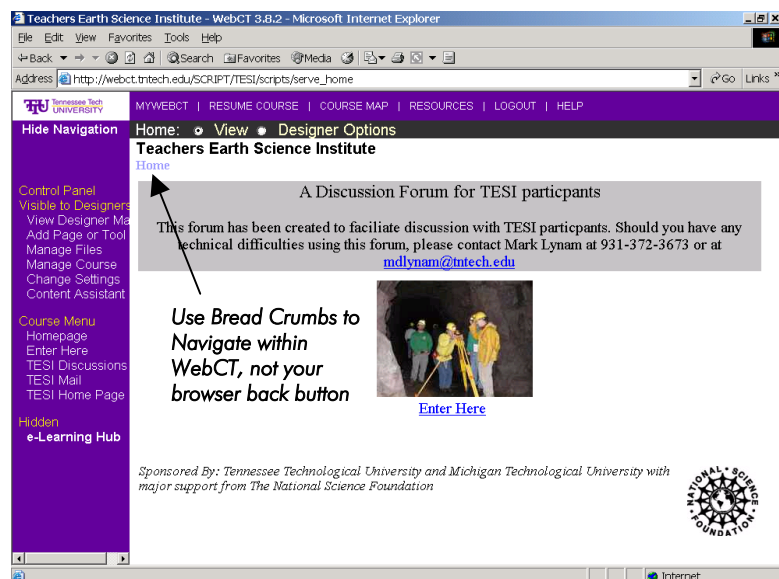 Teachers Earth Science Institute - WebCT 3.8.2 - Microsoft Internet Explorer
File Edit View Favorites Tools Help
Back Search Favorites Media
Address http://webct.tntech.edu/SCRIPT/TESI/scripts/serve_home Go Links »
TTU Tennessee Tech UNIVERSITY
MYWEBCT | RESUME COURSE | COURSE MAP | RESOURCES | LOGOUT | HELP
Hide Navigation
Home: View Designer Options
Teachers Earth Science Institute
Home
Control Panel
Visible to Designers
View Designer Ma
Add Page or Tool
Manage Files
Manage Course
Change Settings
Content Assistant
Course Menu
Homepage
Enter Here
TESI Discussions
TESI Mail
TESI Home Page
Hidden
e-Learning Hub
A Discussion Forum for TESI particpants
This forum has been created to faciliate discussion with TESI particpants. Should you have any
technical difficulties using this forum, please contact Mark Lynam at 931-372-3673 or at
mdlynam@tntech.edu
Use Bread Crumbs to
Navigate within
WebCT, not your
browser back button
Enter Here
Sponsored By: Tennessee Technological University and Michigan Technological University with
major support from The National Science Foundation
NATIONAL SCIENCE FOUNDATION
Internet